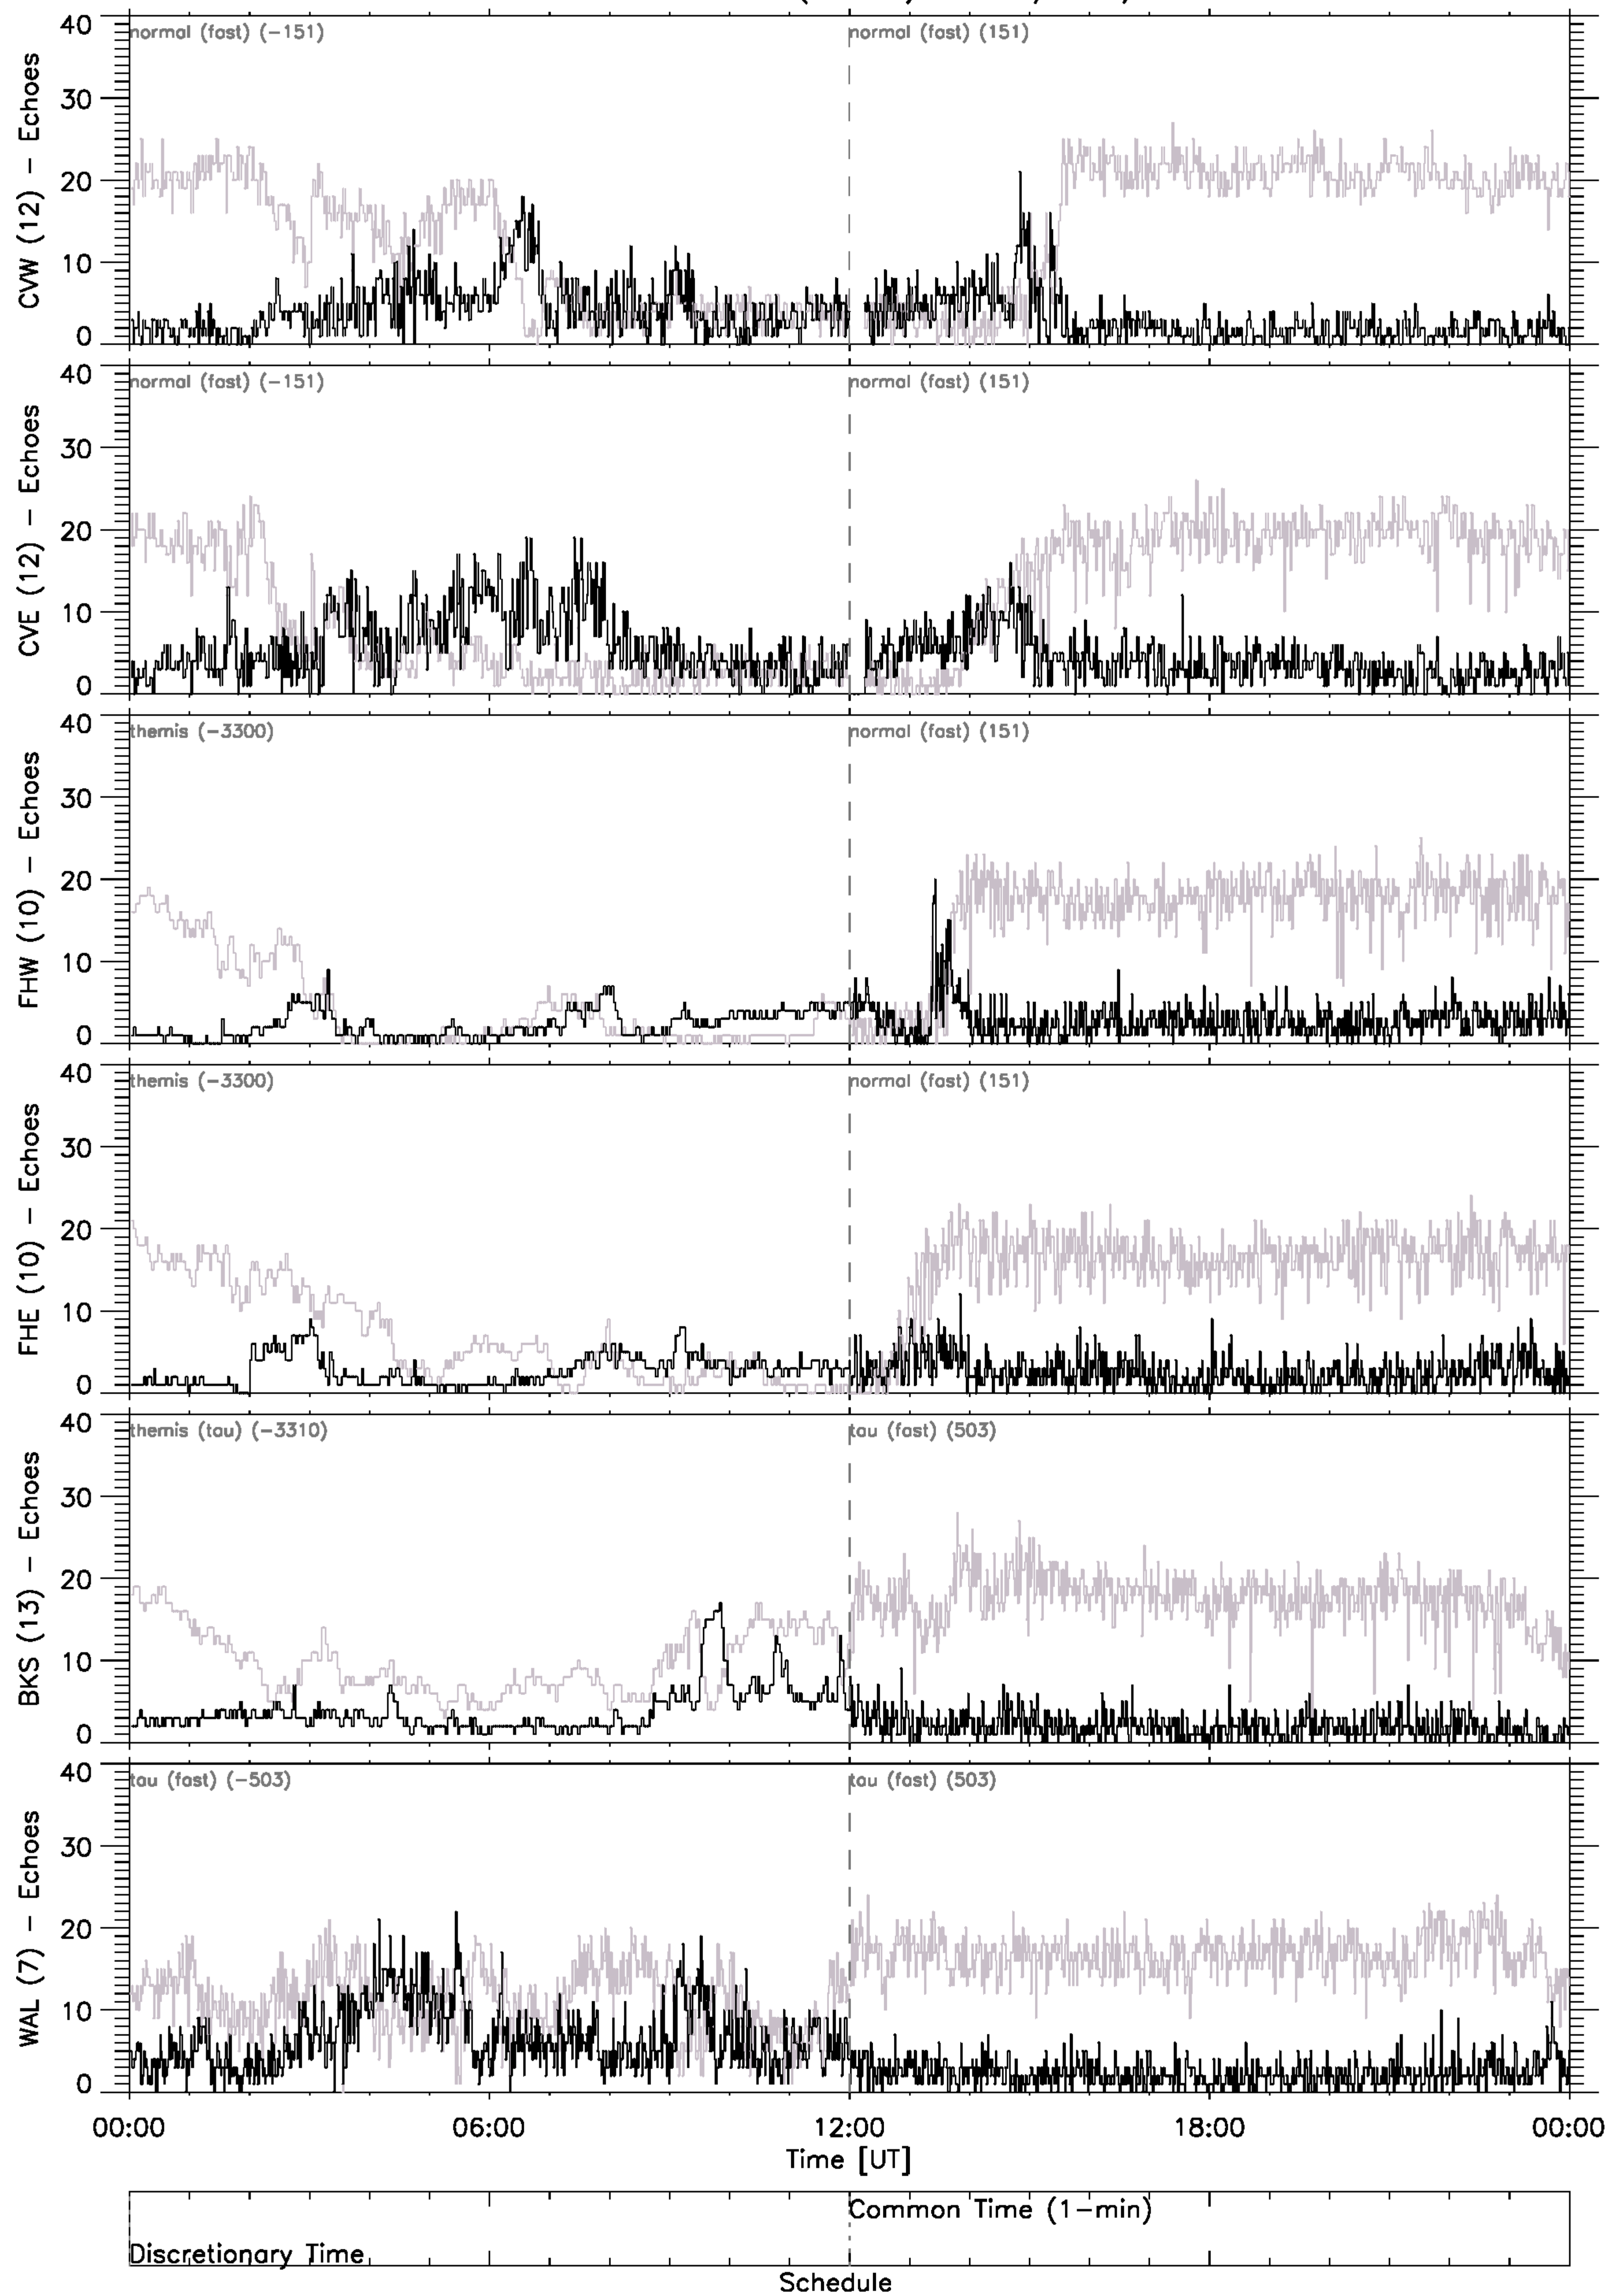 40
normal (fast) (-151)
normal (fast) (151)
30
20
10
0
CVW (12) - Echoes
40
normal (fast) (-151)
normal (fast) (151)
30
20
10
0
CVE (12) - Echoes
40
themis (-3300)
normal (fast) (151)
30
20
10
0
FHW (10) - Echoes
40
themis (-3300)
normal (fast) (151)
30
20
10
0
FHE (10) - Echoes
40
themis (tau) (-3310)
tau (fast) (503)
30
20
10
0
BKS (13) - Echoes
40
tau (fast) (-503)
tau (fast) (503)
30
20
10
0
WAL (7) - Echoes
00:00 06:00 12:00 18:00 00:00
Time [UT]
Common Time (1-min)
Discretionary Time
Schedule